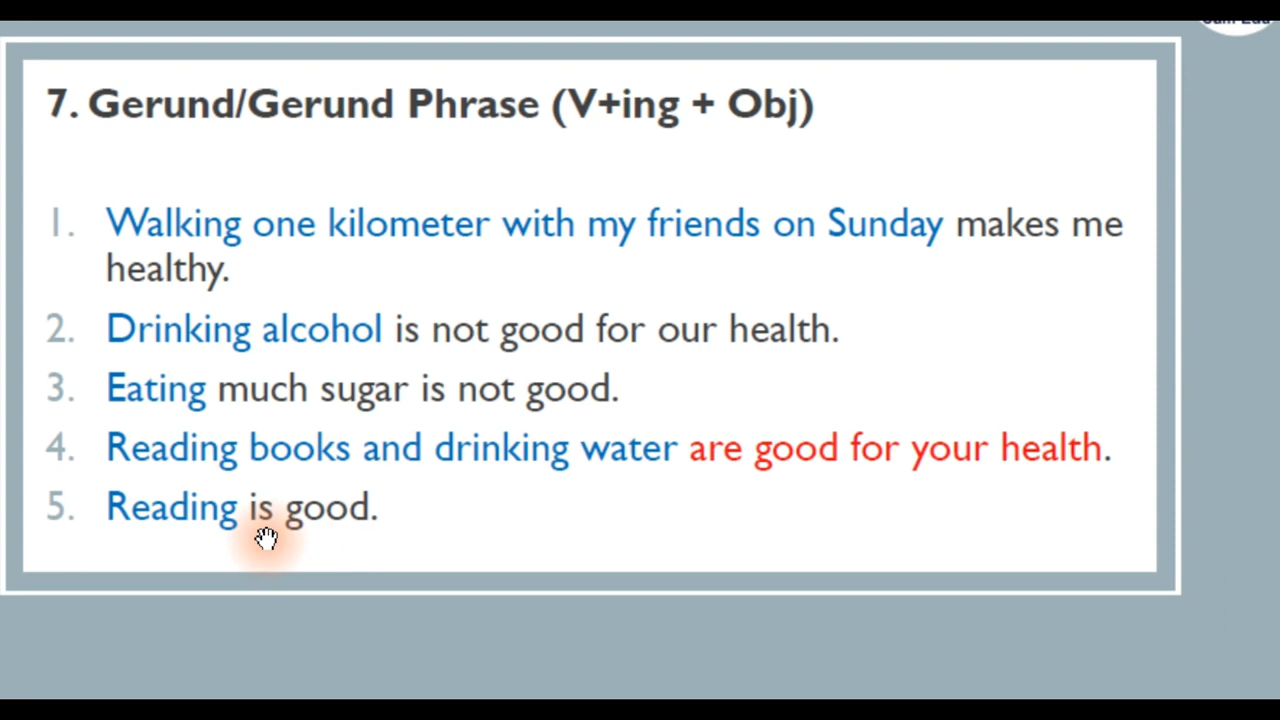 7. Gerund/Gerund Phrase (V+ing + Obj)
1. Walking one kilometer with my friends on Sunday makes me
healthy.
2. Drinking alcohol is not good for our health.
3. Eating much sugar is not good.
4. Reading books and drinking water are good for your health.
5. Reading is good.